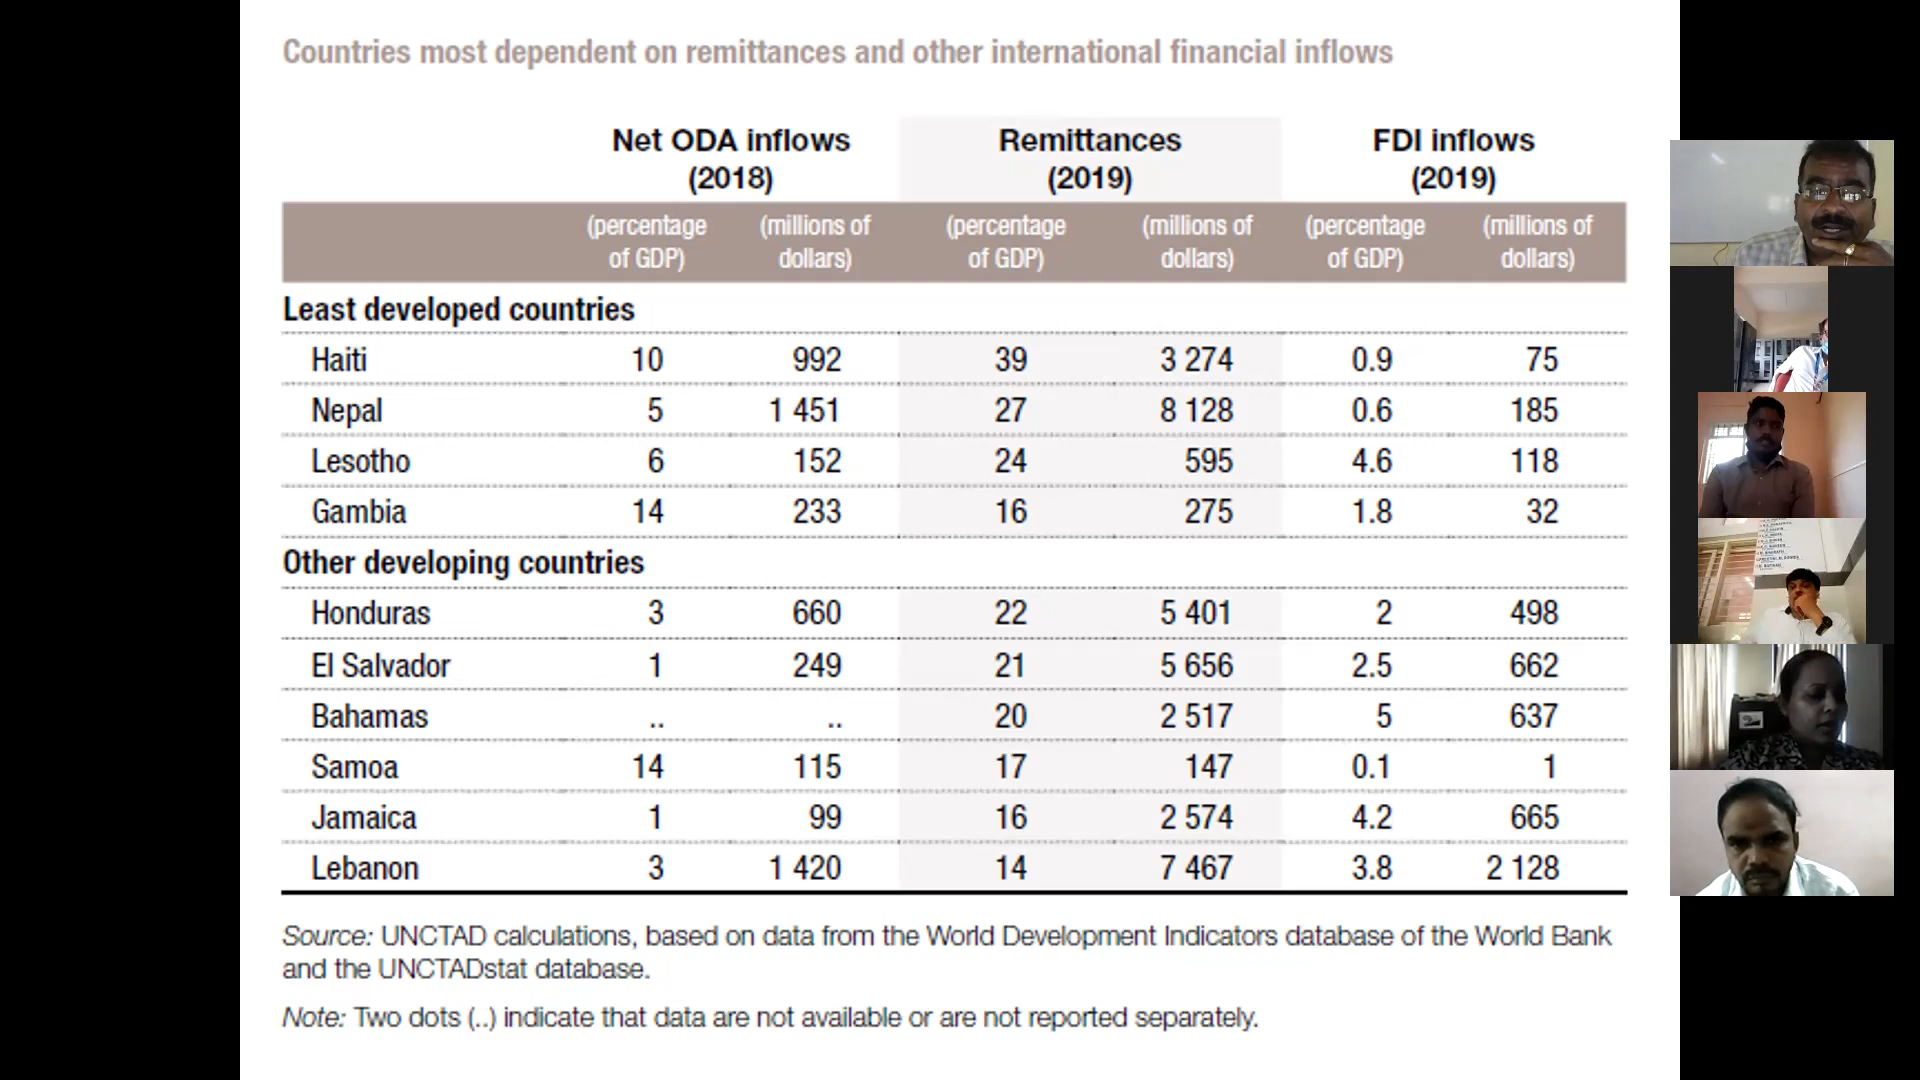 Countries most dependent on remittances and other international financial inflows
Net ODA inflows (2018) Remittances (2019) FDI inflows (2019)
(percentage of GDP) (millions of dollars) (percentage of GDP) (millions of dollars) (percentage of GDP) (millions of dollars)
Least developed countries
Haiti 10 992 39 3 274 0.9 75
Nepal 5 1 451 27 8 128 0.6 185
Lesotho 6 152 24 595 4.6 118
Gambia 14 233 16 275 1.8 32
Other developing countries
Honduras 3 660 22 5 401 2 498
El Salvador 1 249 21 5 656 2.5 662
Bahamas .. .. 20 2 517 5 637
Samoa 14 115 17 147 0.1 1
Jamaica 1 99 16 2 574 4.2 665
Lebanon 3 1 420 14 7 467 3.8 2 128
Source: UNCTAD calculations, based on data from the World Development Indicators database of the World Bank
and the UNCTADstat database.
Note: Two dots (..) indicate that data are not available or are not reported separately.